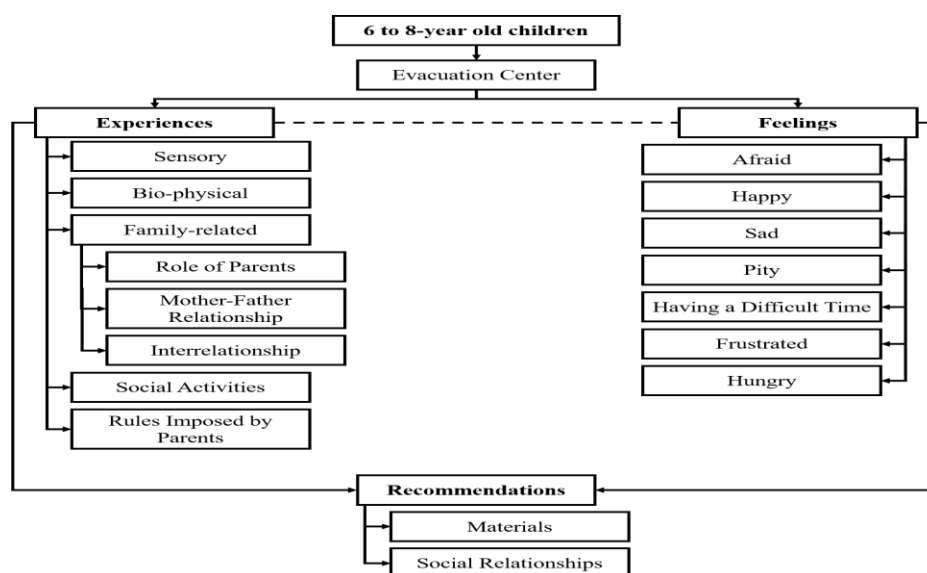 6 to 8-year old children
Evacuation Center
Experiences
Sensory
Bio-physical
Family-related
Role of Parents
Mother-Father
Relationship
Interrelationship
Social Activities
Rules Imposed by
Parents
Feelings
Afraid
Happy
Sad
Pity
Having a Difficult Time
Frustrated
Hungry
Recommendations
Materials
Social Relationships